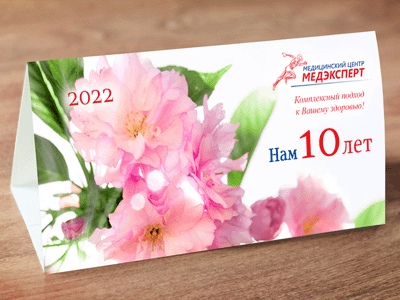 2022
МЕДИЦИНСКИЙ ЦЕНТР
МЕДЭКСПЕРТ
Комплексный подход
к Вашему здоровью!
Нам 10 лет